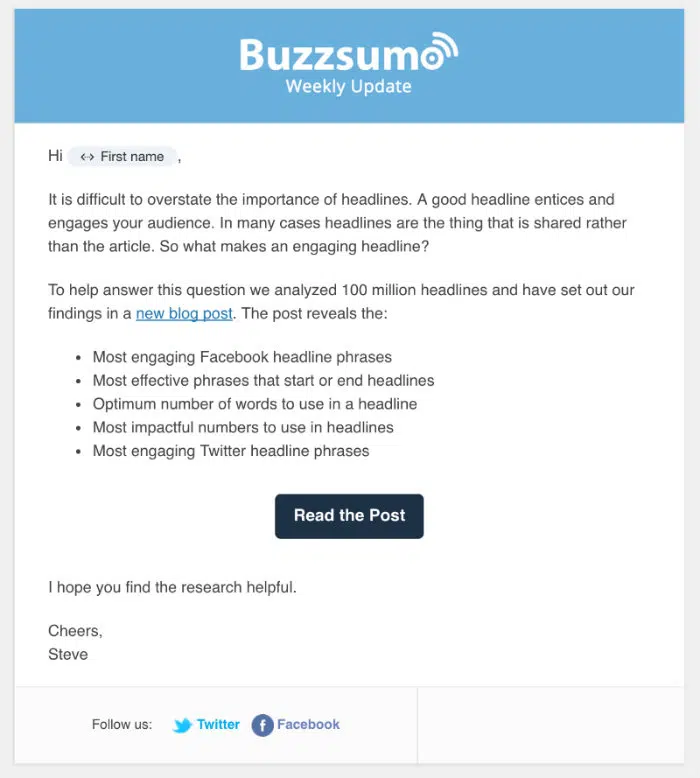 Buzzsumo
Weekly Update
Hi First name ,
It is difficult to overstate the importance of headlines. A good headline entices and
engages your audience. In many cases headlines are the thing that is shared rather
than the article. So what makes an engaging headline?
To help answer this question we analyzed 100 million headlines and have set out our
findings in a new blog post. The post reveals the:
• Most engaging Facebook headline phrases
• Most effective phrases that start or end headlines
• Optimum number of words to use in a headline
• Most impactful numbers to use in headlines
• Most engaging Twitter headline phrases
Read the Post
I hope you find the research helpful.
Cheers,
Steve
Follow us: Twitter Facebook